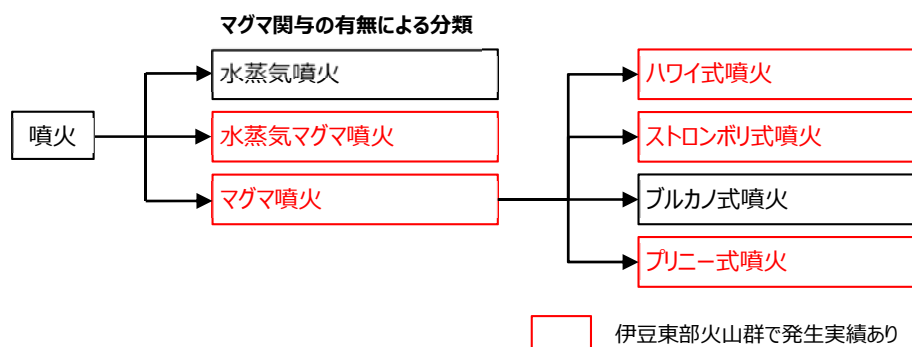 マグマ関与の有無による分類
水蒸気噴火
ハワイ式噴火
噴火
水蒸気マグマ噴火
ストロンボリ式噴火
マグマ噴火
ブルカノ式噴火
プリニー式噴火
伊豆東部火山群で発生実績あり